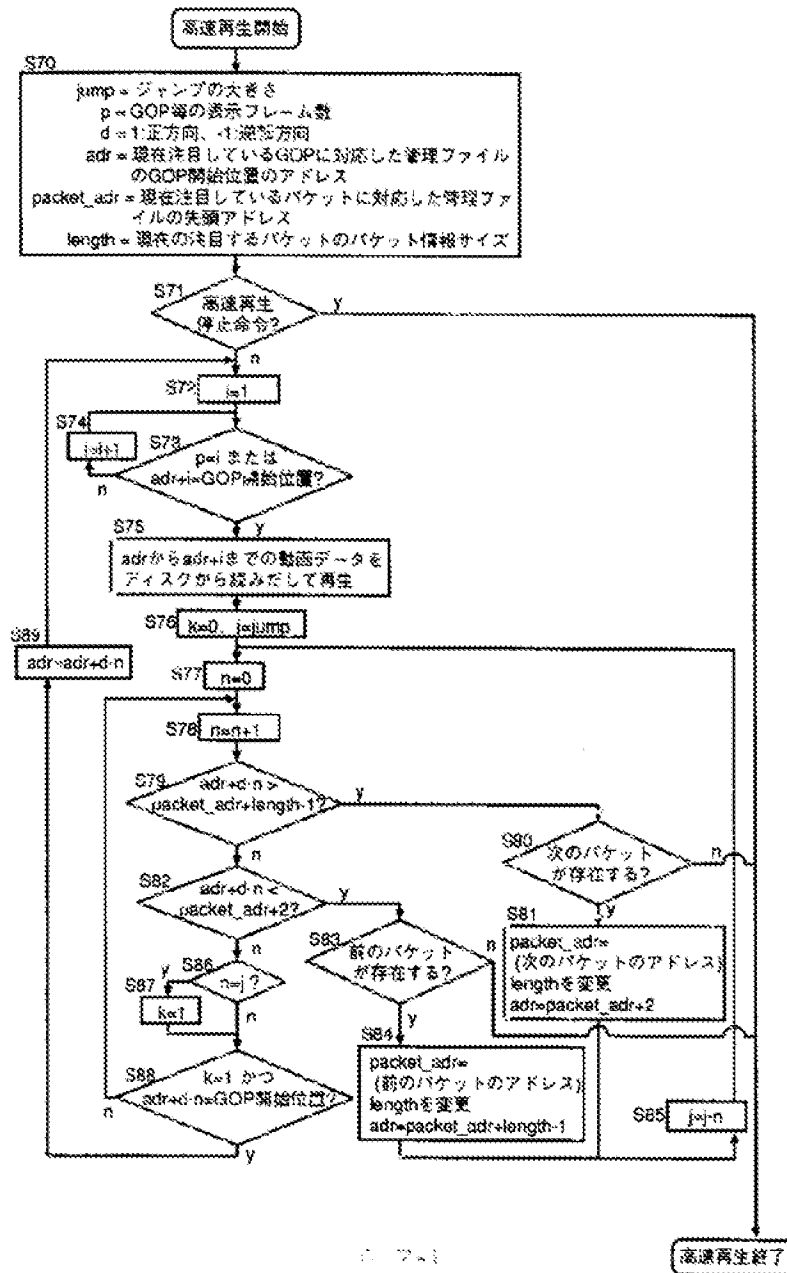 高速再生開始
S70
jump = ジャンプの大きさ
p = GOP毎の表示フレーム数
d = 1:正方向、-1:逆転方向
adr = 現在注目しているGOPに対応した管理ファイル
のGOP開始位置のアドレス
packet_adr = 現在注目しているパケットに対応した管理ファ
イルの先頭アドレス
length = 現在の注目するパケットのパケット情報サイズ
S71
高速再生
停止命令?
y
n
S72
i=1
S74
i=i+1
S73
p=i または
adr+i=GOP開始位置?
n
y
S75
adrからadr+iまでの動画データを
ディスクから読みだして再生
S76
k=0、j=jump
S89
adr=adr+d·n
S77
n=0
S78
n=n+1
S79
adr+d·n >
packet_adr+length-1?
y
n
S80
次のパケット
が存在する?
n
y
S82
adr+d·n <
packet_adr+2?
y
n
S81
packet_adr=
(次のパケットのアドレス)
lengthを変更
adr=packet_adr+2
S83
前のパケット
が存在する?
n
y
S86
n=j ?
y
n
S87
k=1
S84
packet_adr=
(前のパケットのアドレス)
lengthを変更
adr=packet_adr+length-1
S88
k=1 かつ
adr+d·n=GOP開始位置?
n
y
S85
j=j-n
高速再生終了